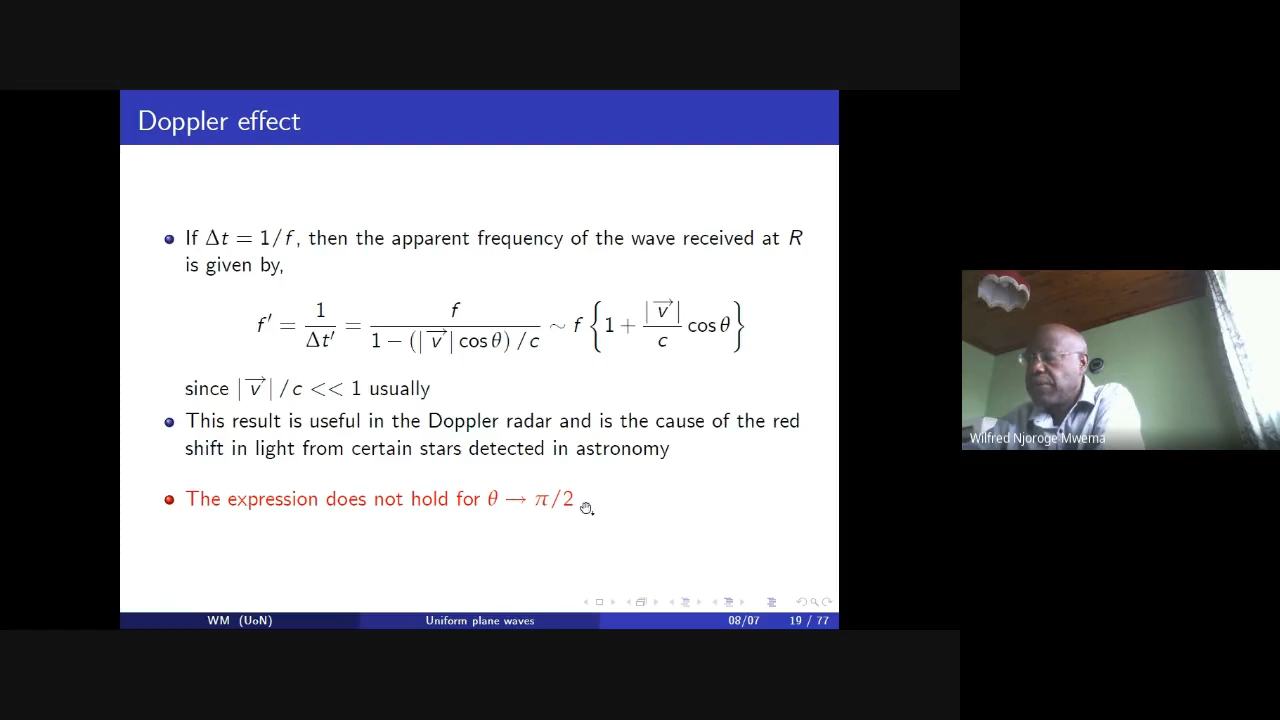 Doppler effect
If Δt = 1/f, then the apparent frequency of the wave received at R
is given by,
f′ = 1/Δt′ = f/(1 − (|v⃗| cos θ)/c) ∼ f {1 + |v⃗|/c cos θ}
since |v⃗|/c << 1 usually
This result is useful in the Doppler radar and is the cause of the red
shift in light from certain stars detected in astronomy
The expression does not hold for θ → π/2
WM (UoN) Uniform plane waves 08/07 19 / 77
Wilfred Njoroge Mwema